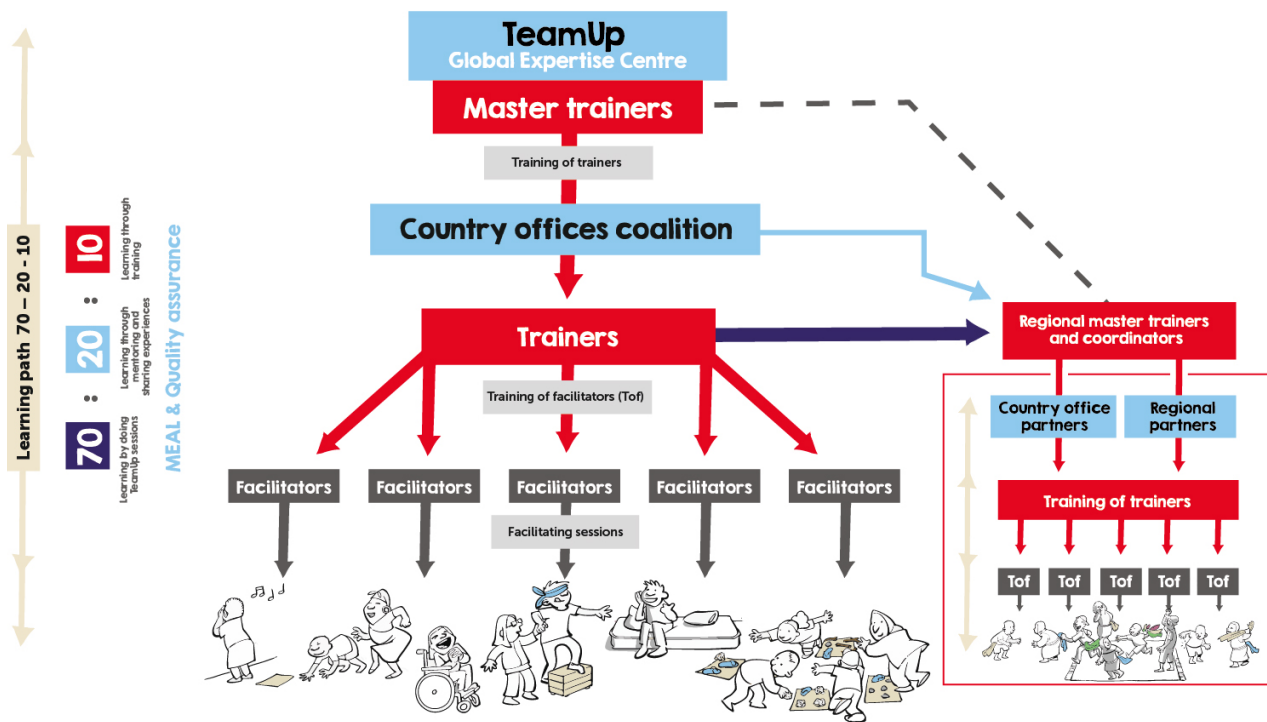 TeamUp
Global Expertise Centre
Master trainers
Training of trainers
Country offices coalition
Trainers
Training of facilitators (Tof)
Facilitators
Facilitators
Facilitators
Facilitators
Facilitators
Facilitating sessions
Regional master trainers
and coordinators
Country office
partners
Regional
partners
Training of trainers
Tof
Tof
Tof
Tof
Tof
Learning path 70 – 20 - 10
10
Learning through
training
:
20
Learning through
mentoring and
sharing experiences
:
70
Learning by doing
TeamUp sessions
MEAL & Quality assurance